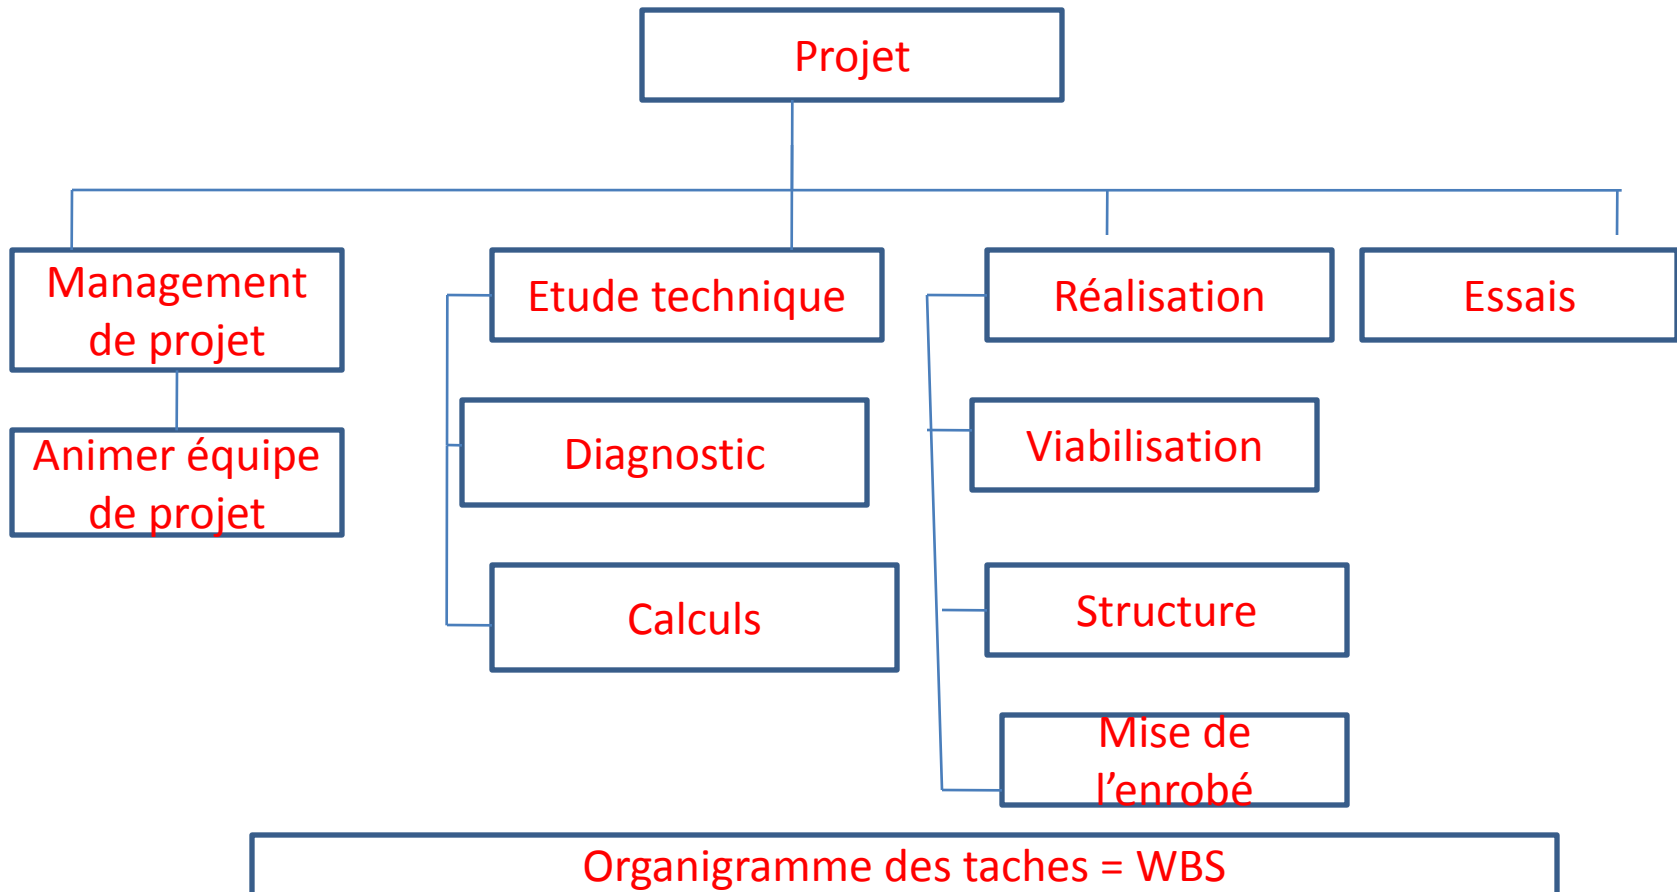 Projet
Management
de projet
Etude technique
Réalisation
Essais
Animer équipe
de projet
Diagnostic
Viabilisation
Calculs
Structure
Mise de
l’enrobé
Organigramme des taches = WBS